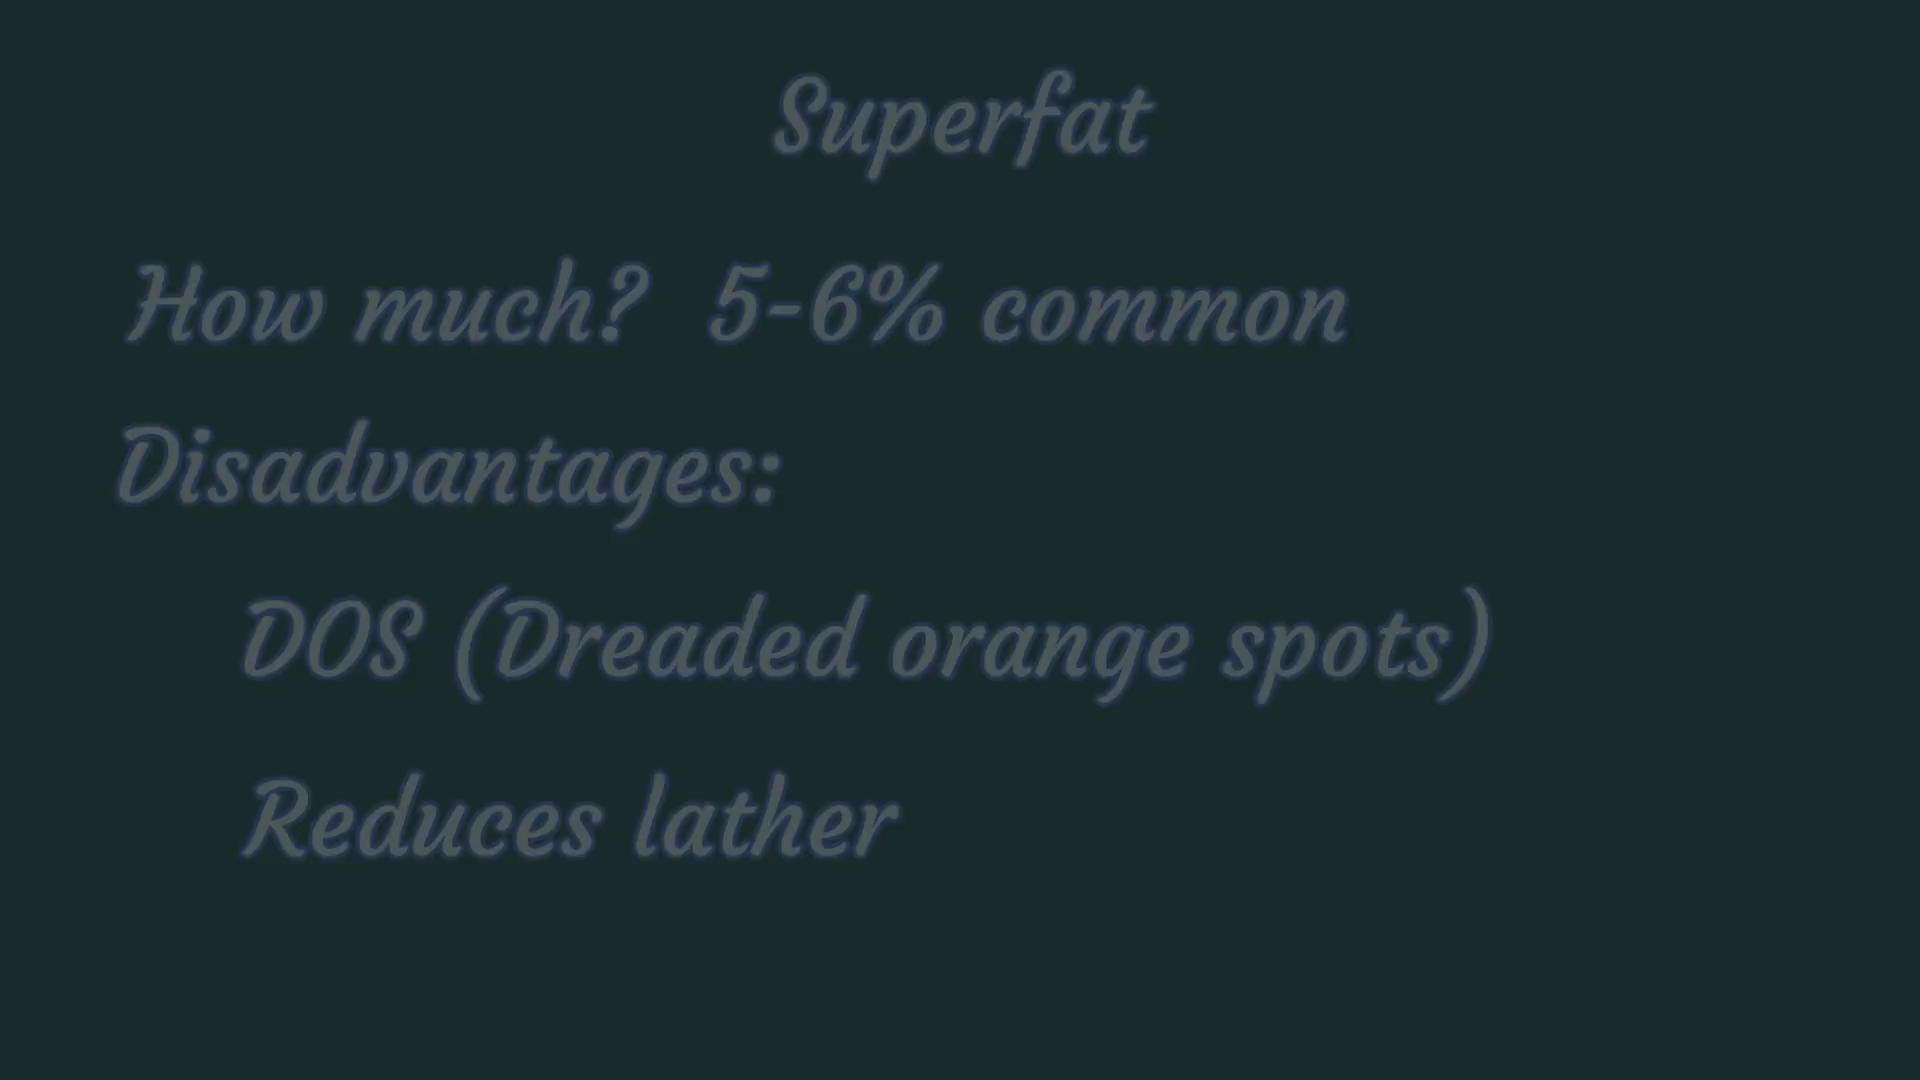 Superfat
How much? 5-6% common
Disadvantages:
DOS (Dreaded orange spots)
Reduces lather